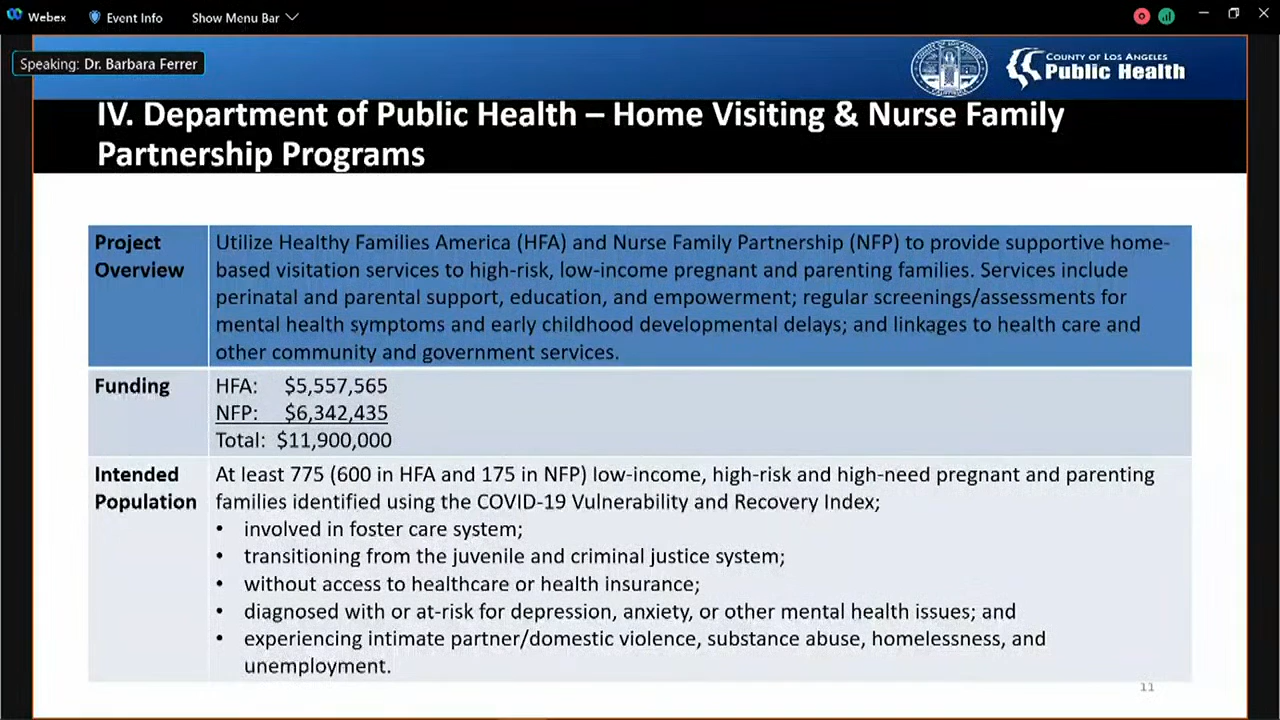 Webex Event Info Show Menu Bar
Speaking: Dr. Barbara Ferrer
COUNTY OF LOS ANGELES
Public Health
IV. Department of Public Health – Home Visiting & Nurse Family
Partnership Programs
Project
Overview
Utilize Healthy Families America (HFA) and Nurse Family Partnership (NFP) to provide supportive home-
based visitation services to high-risk, low-income pregnant and parenting families. Services include
perinatal and parental support, education, and empowerment; regular screenings/assessments for
mental health symptoms and early childhood developmental delays; and linkages to health care and
other community and government services.
Funding
HFA: $5,557,565
NFP: $6,342,435
Total: $11,900,000
Intended
Population
At least 775 (600 in HFA and 175 in NFP) low-income, high-risk and high-need pregnant and parenting
families identified using the COVID-19 Vulnerability and Recovery Index;
• involved in foster care system;
• transitioning from the juvenile and criminal justice system;
• without access to healthcare or health insurance;
• diagnosed with or at-risk for depression, anxiety, or other mental health issues; and
• experiencing intimate partner/domestic violence, substance abuse, homelessness, and
unemployment.
11